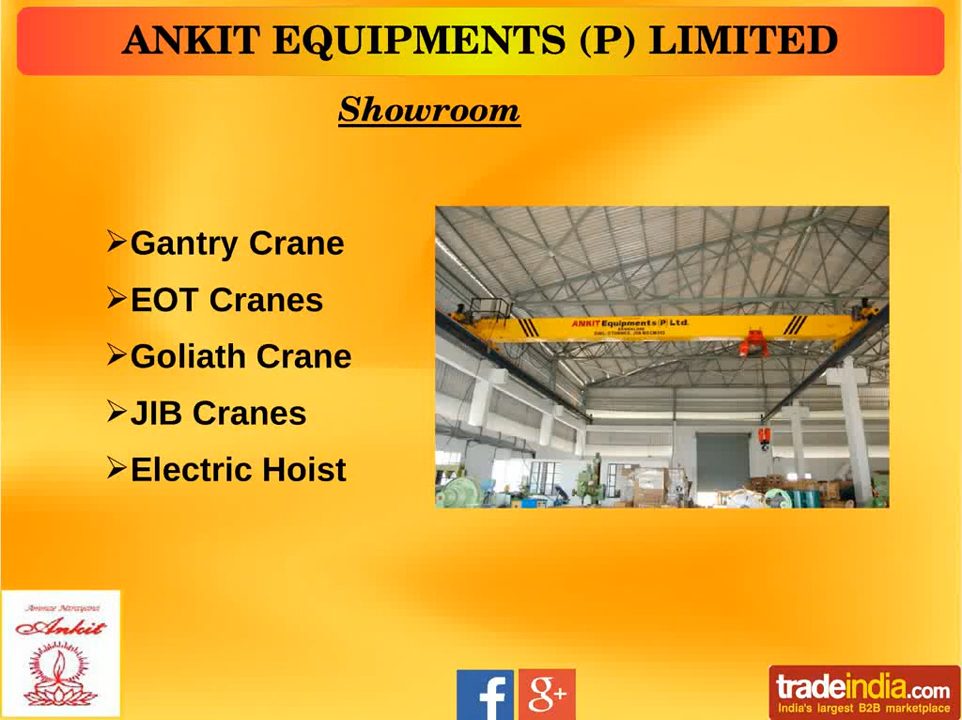 ANKIT EQUIPMENTS (P) LIMITED
Showroom
➢Gantry Crane
➢EOT Cranes
➢Goliath Crane
➢JIB Cranes
➢Electric Hoist
ANKIT Equipments(P) Ltd.
BANGALORE
Ankit
f
g+
tradeindia.com
India's largest B2B marketplace